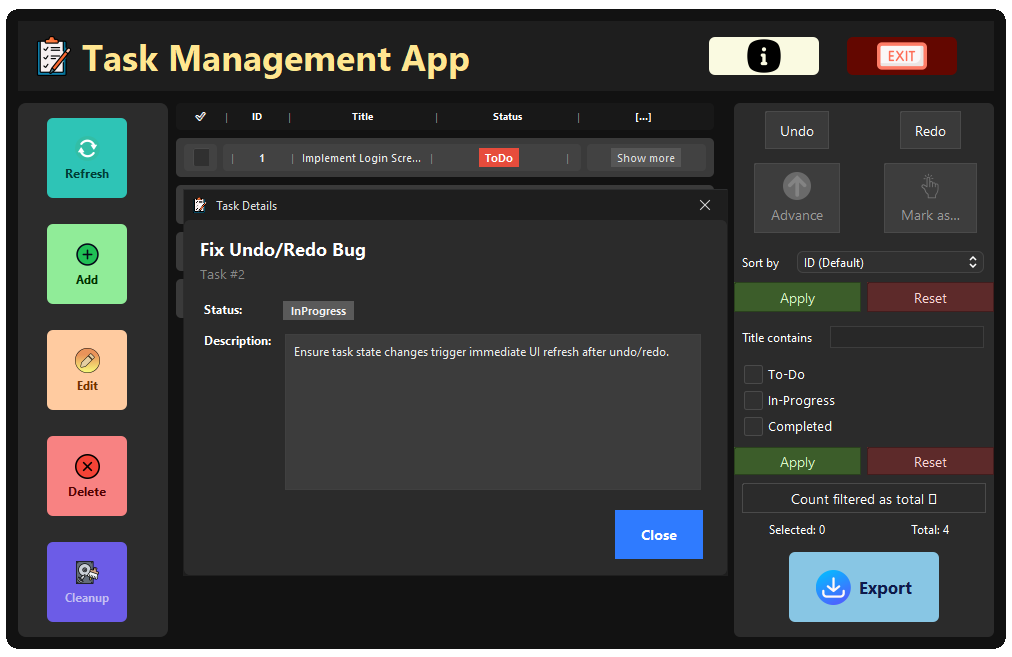 Task Management App
i
EXIT
Refresh
Add
Edit
Delete
Cleanup
| ID | Title | Status | [...]
| 1 | Implement Login Scre... | ToDo | Show more
Task Details
Fix Undo/Redo Bug
Task #2
Status: InProgress
Description: Ensure task state changes trigger immediate UI refresh after undo/redo.
Close
Undo Redo
Advance Mark as...
Sort by ID (Default)
Apply Reset
Title contains
To-Do
In-Progress
Completed
Apply Reset
Count filtered as total
Selected: 0 Total: 4
Export